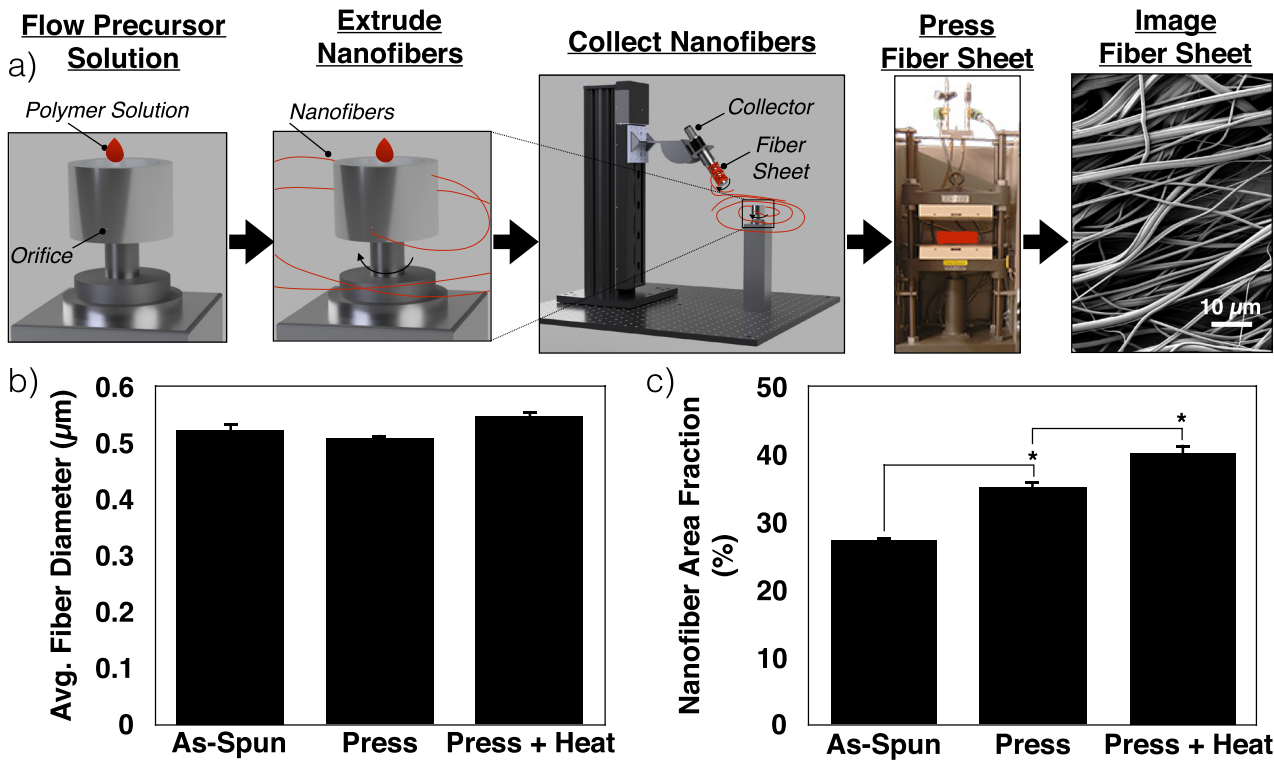 Flow Precursor
Solution
Extrude
Nanofibers
Collect Nanofibers
Press
Fiber Sheet
Image
Fiber Sheet
a)
Polymer Solution
Orifice
Nanofibers
Collector
Fiber
Sheet
10 µm
b)
Avg. Fiber Diameter (µm)
0.6
0.5
0.4
0.3
0.2
0.1
0
As-Spun
Press
Press + Heat
c)
Nanofiber Area Fraction
(%)
50
40
30
20
10
0
*
*
As-Spun
Press
Press + Heat